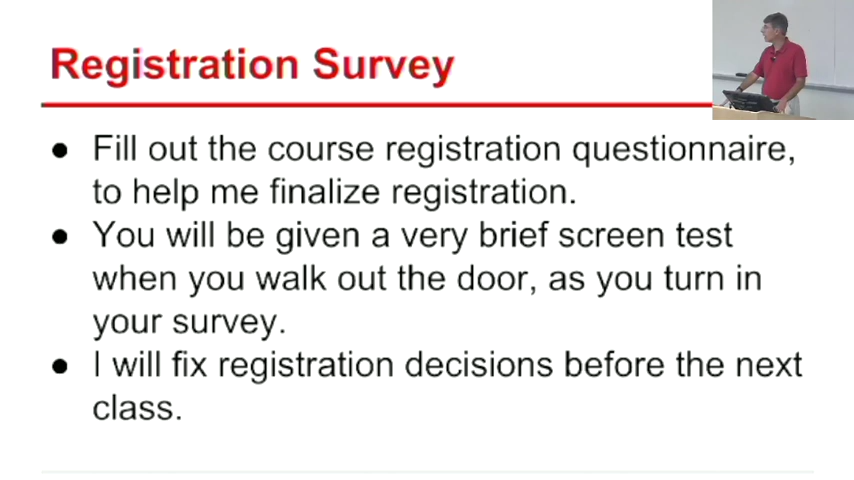 Registration Survey
● Fill out the course registration questionnaire,
to help me finalize registration.
● You will be given a very brief screen test
when you walk out the door, as you turn in
your survey.
● I will fix registration decisions before the next
class.